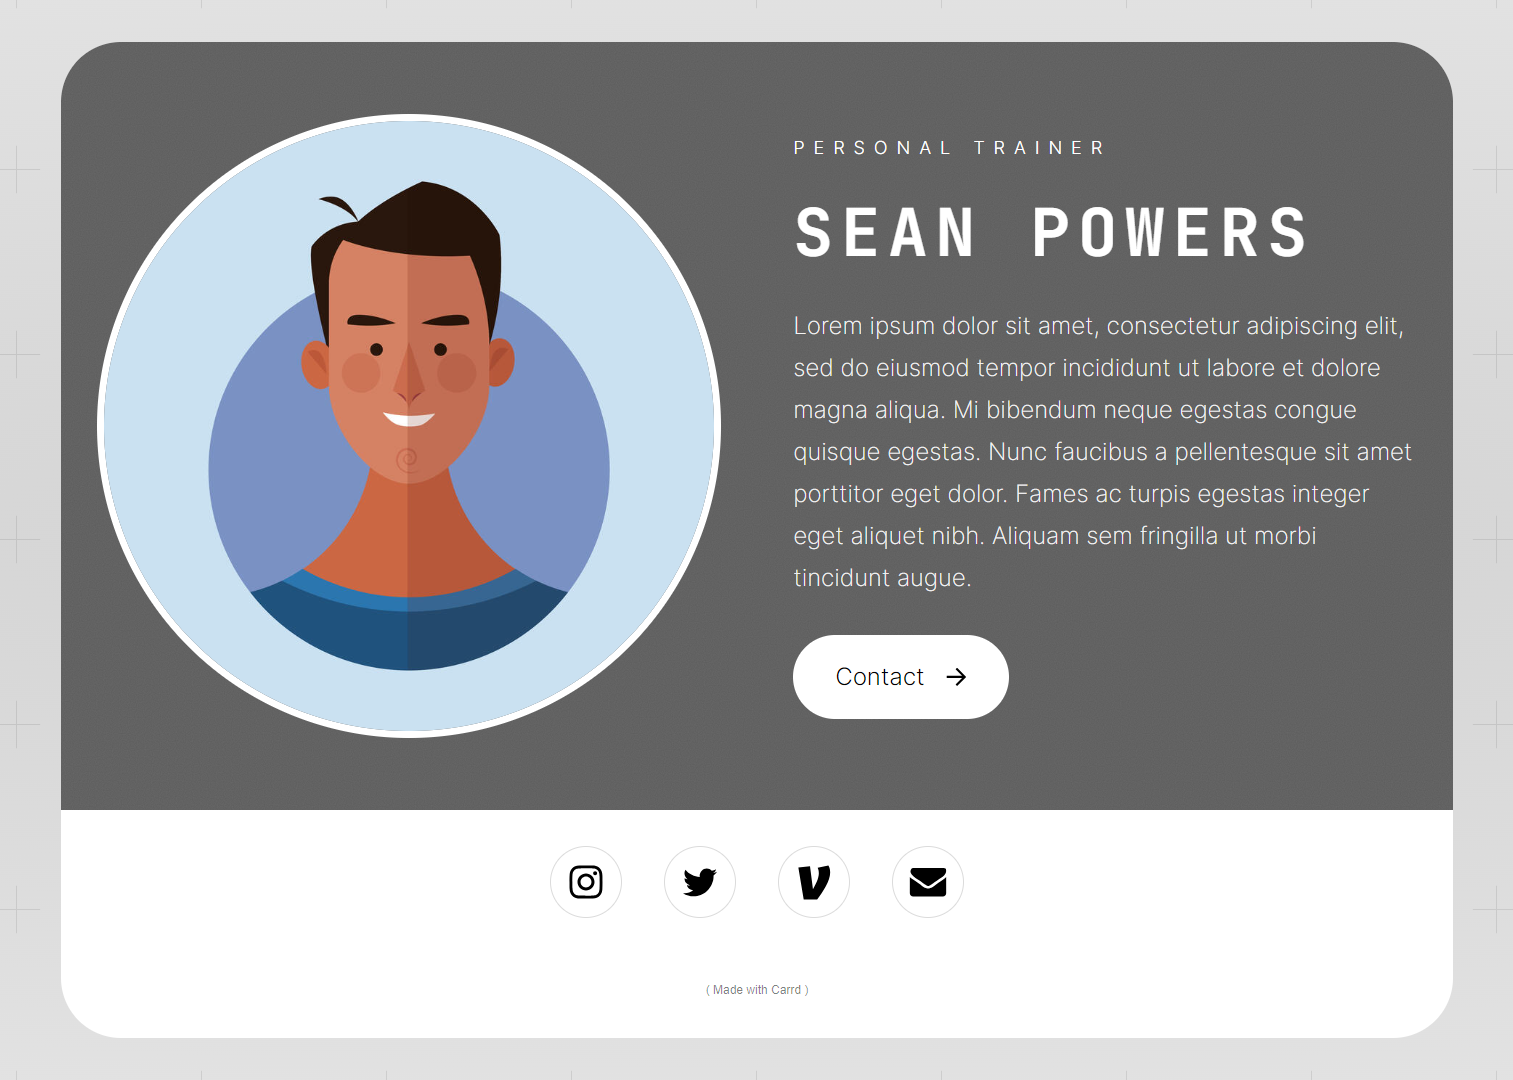 PERSONAL TRAINER
SEAN POWERS
Lorem ipsum dolor sit amet, consectetur adipiscing elit,
sed do eiusmod tempor incididunt ut labore et dolore
magna aliqua. Mi bibendum neque egestas congue
quisque egestas. Nunc faucibus a pellentesque sit amet
porttitor eget dolor. Fames ac turpis egestas integer
eget aliquet nibh. Aliquam sem fringilla ut morbi
tincidunt augue.
Contact →
( Made with Carrd )